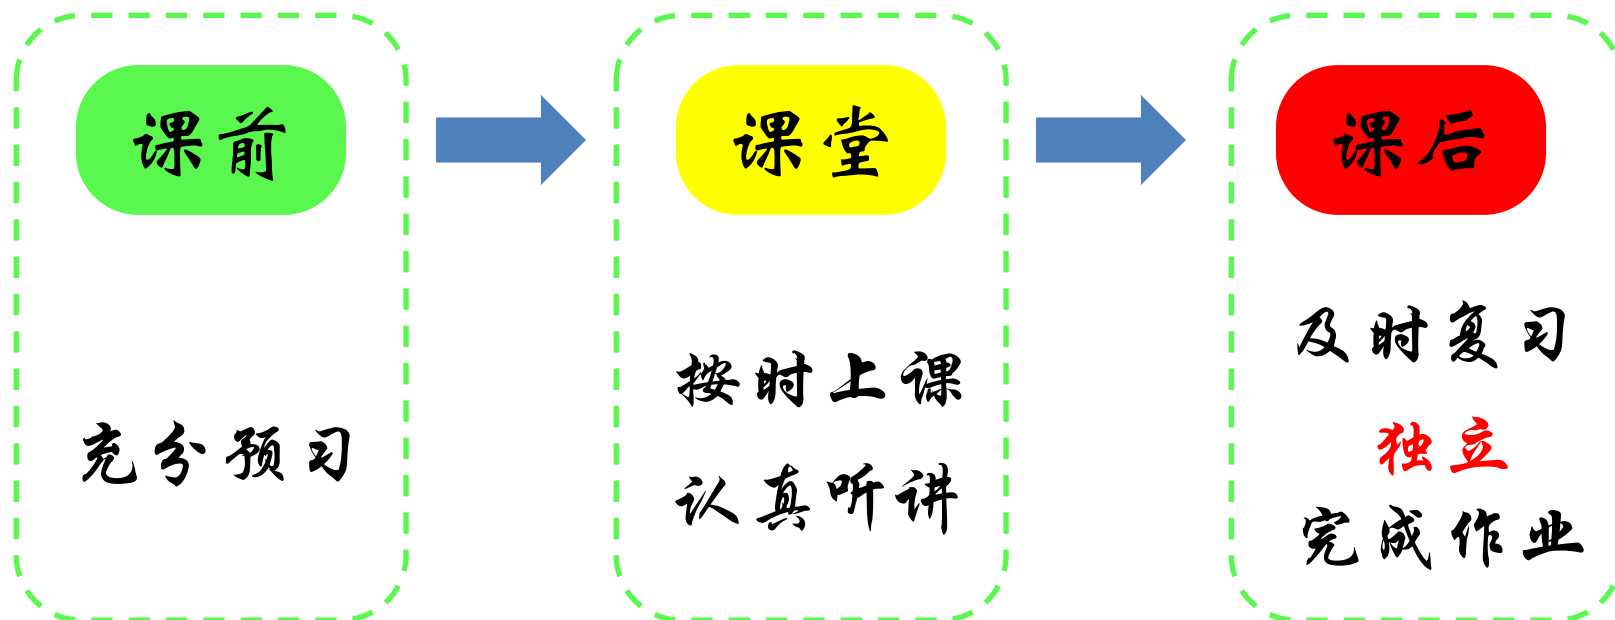 课前
充分预习
课堂
按时上课
认真听讲
课后
及时复习
独立
完成作业